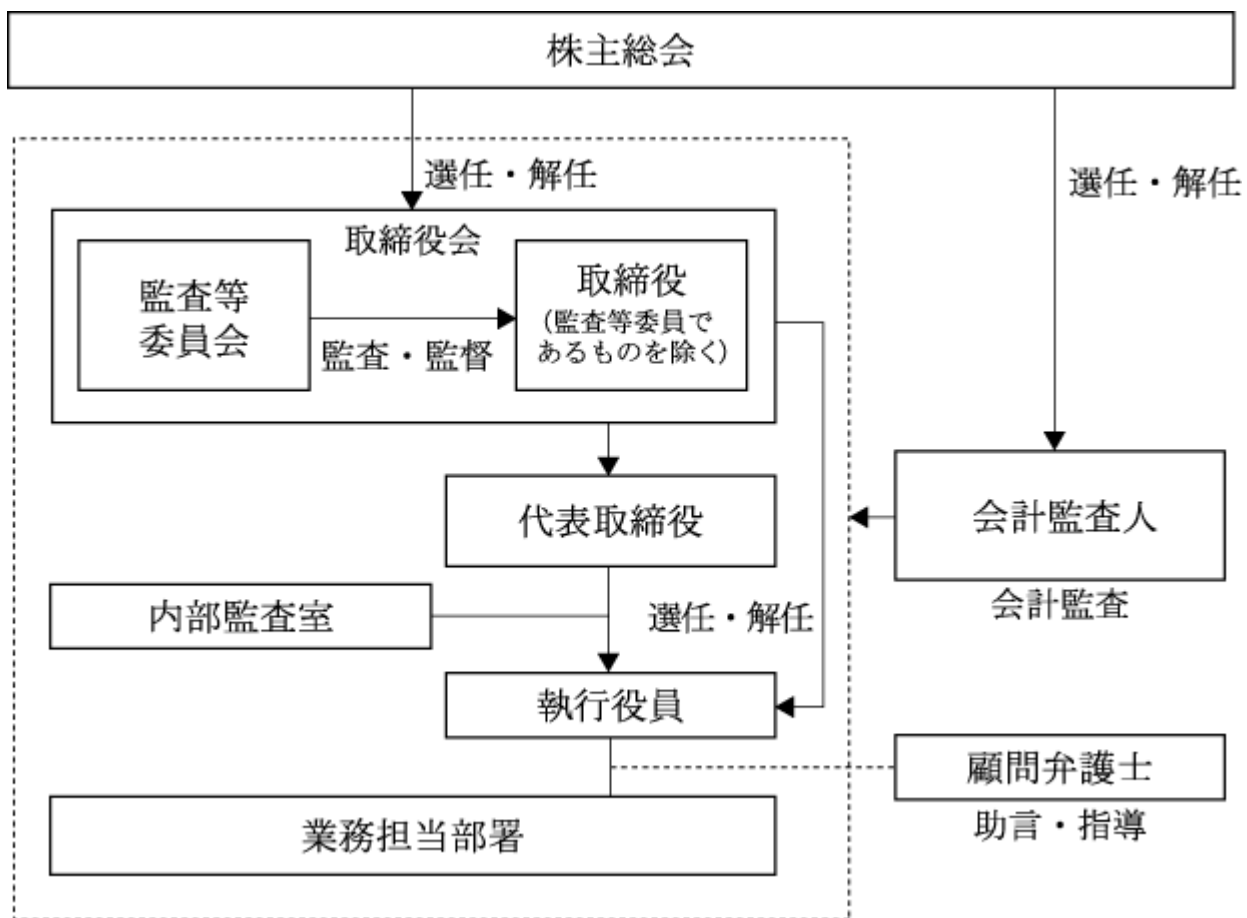 株主総会
選任・解任
選任・解任
取締役会
監査等
委員会
監査・監督
取締役
(監査等委員で
あるものを除く)
代表取締役
会計監査人
会計監査
内部監査室
選任・解任
執行役員
顧問弁護士
助言・指導
業務担当部署